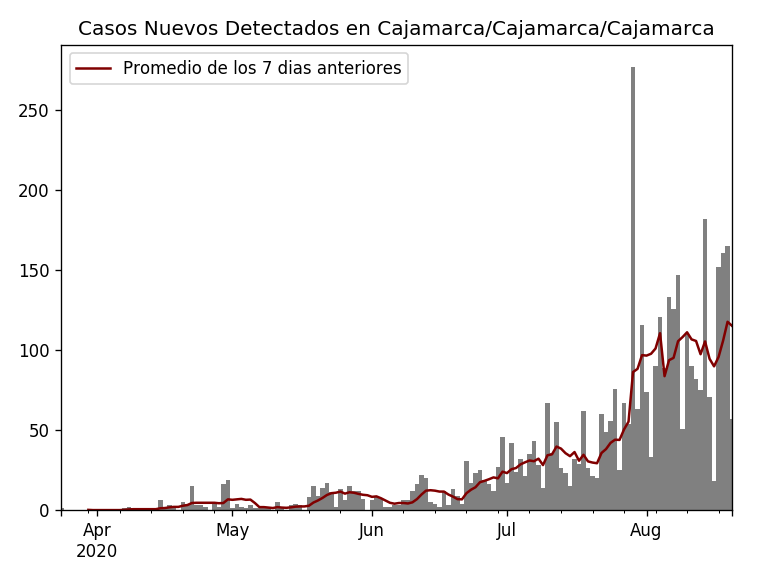 Casos Nuevos Detectados en Cajamarca/Cajamarca/Cajamarca
Promedio de los 7 dias anteriores
250
200
150
100
50
0
Apr May Jun Jul Aug
2020